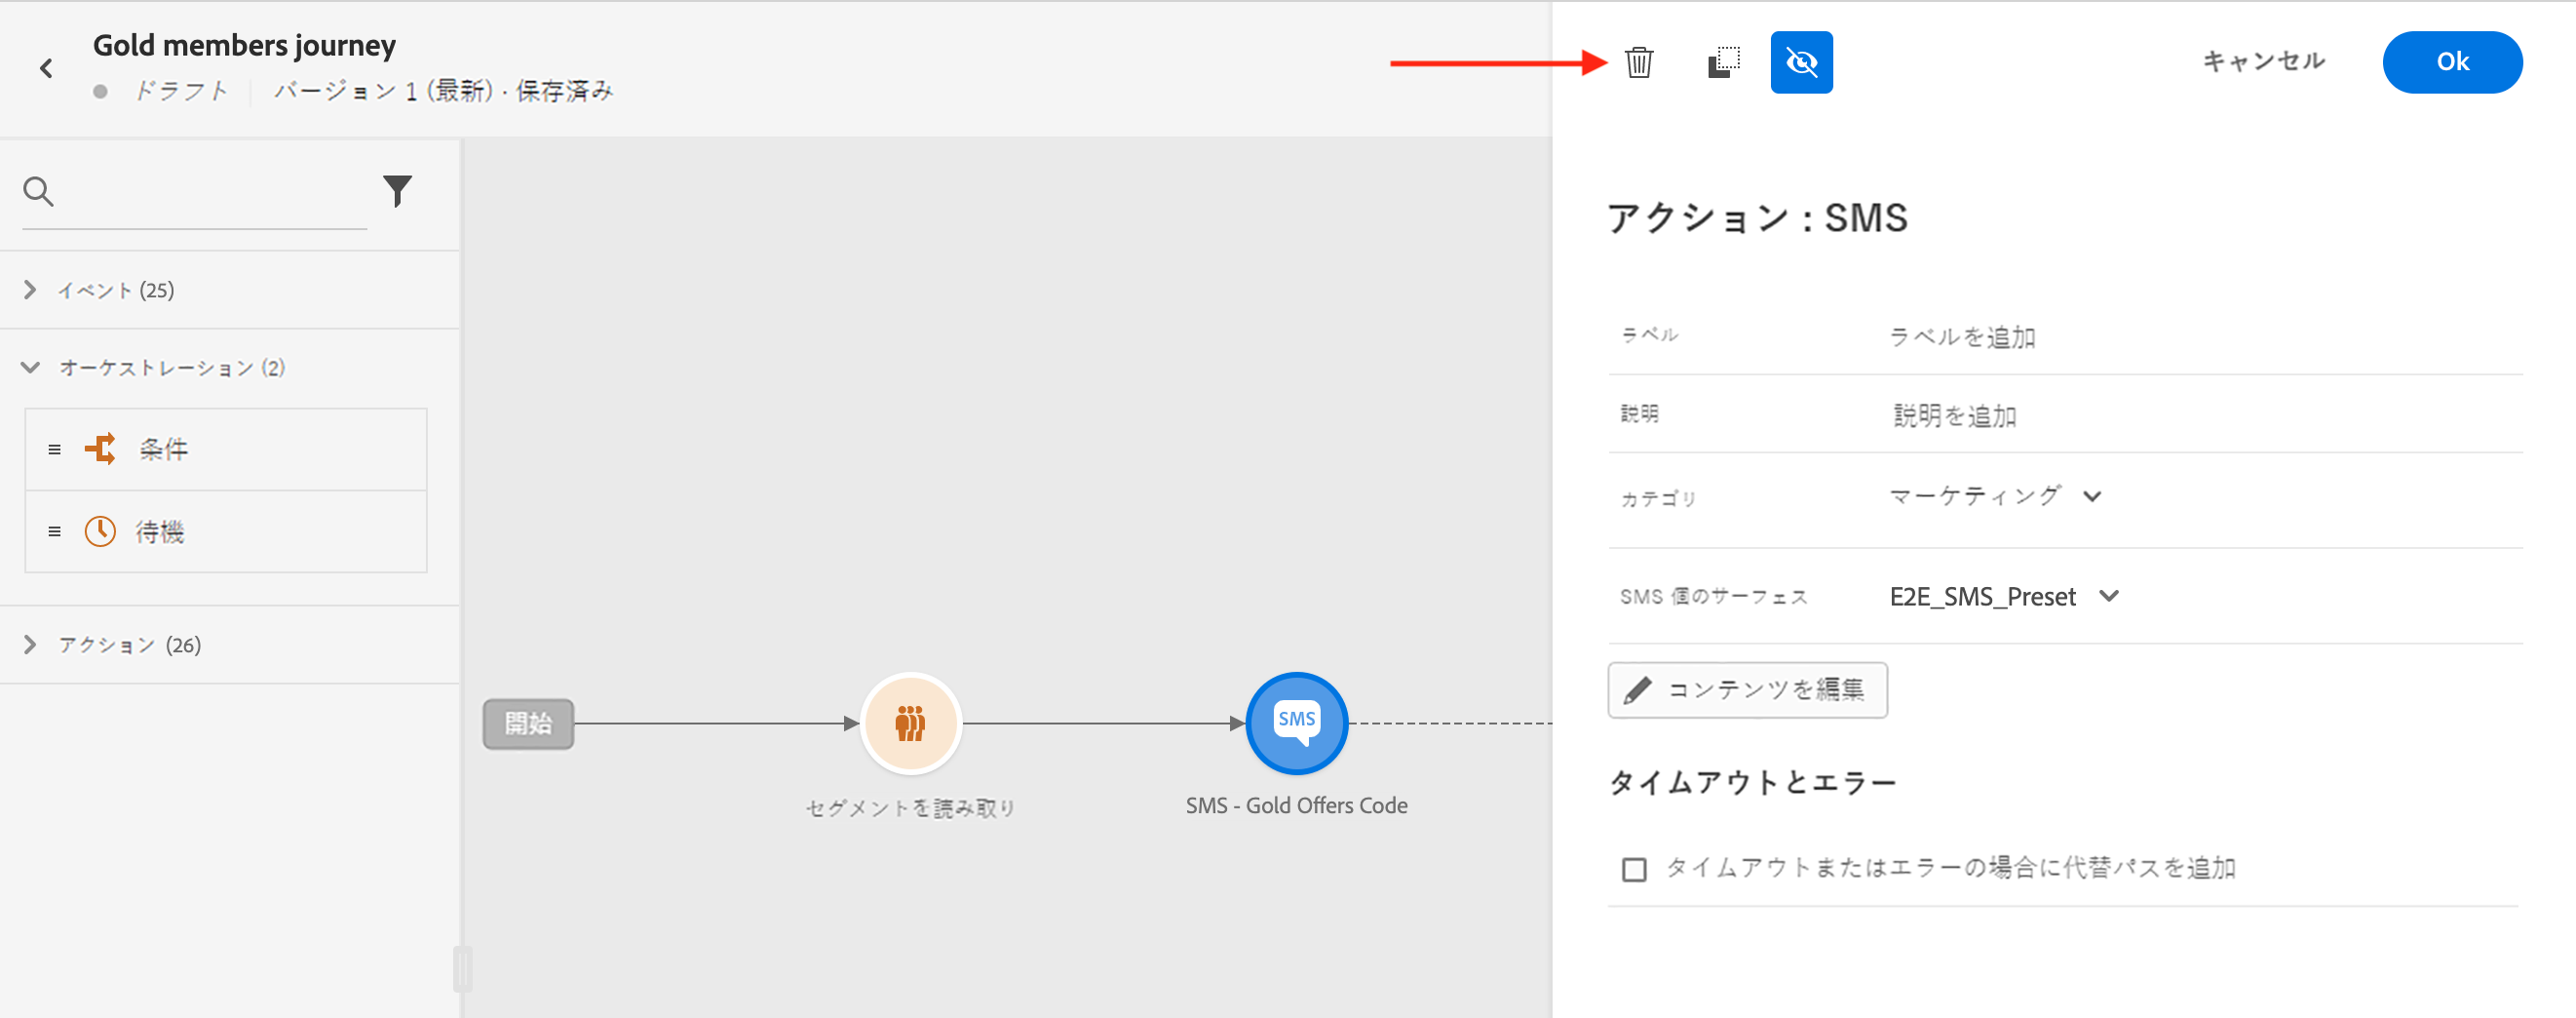 Gold members journey
ドラフト バージョン 1 (最新) · 保存済み
キャンセル
Ok
イベント (25)
オーケストレーション (2)
条件
待機
アクション (26)
開始
セグメントを読み取り
SMS
SMS - Gold Offers Code
アクション : SMS
ラベル ラベルを追加
説明 説明を追加
カテゴリ マーケティング
SMS 個のサーフェス E2E_SMS_Preset
コンテンツを編集
タイムアウトとエラー
タイムアウトまたはエラーの場合に代替パスを追加